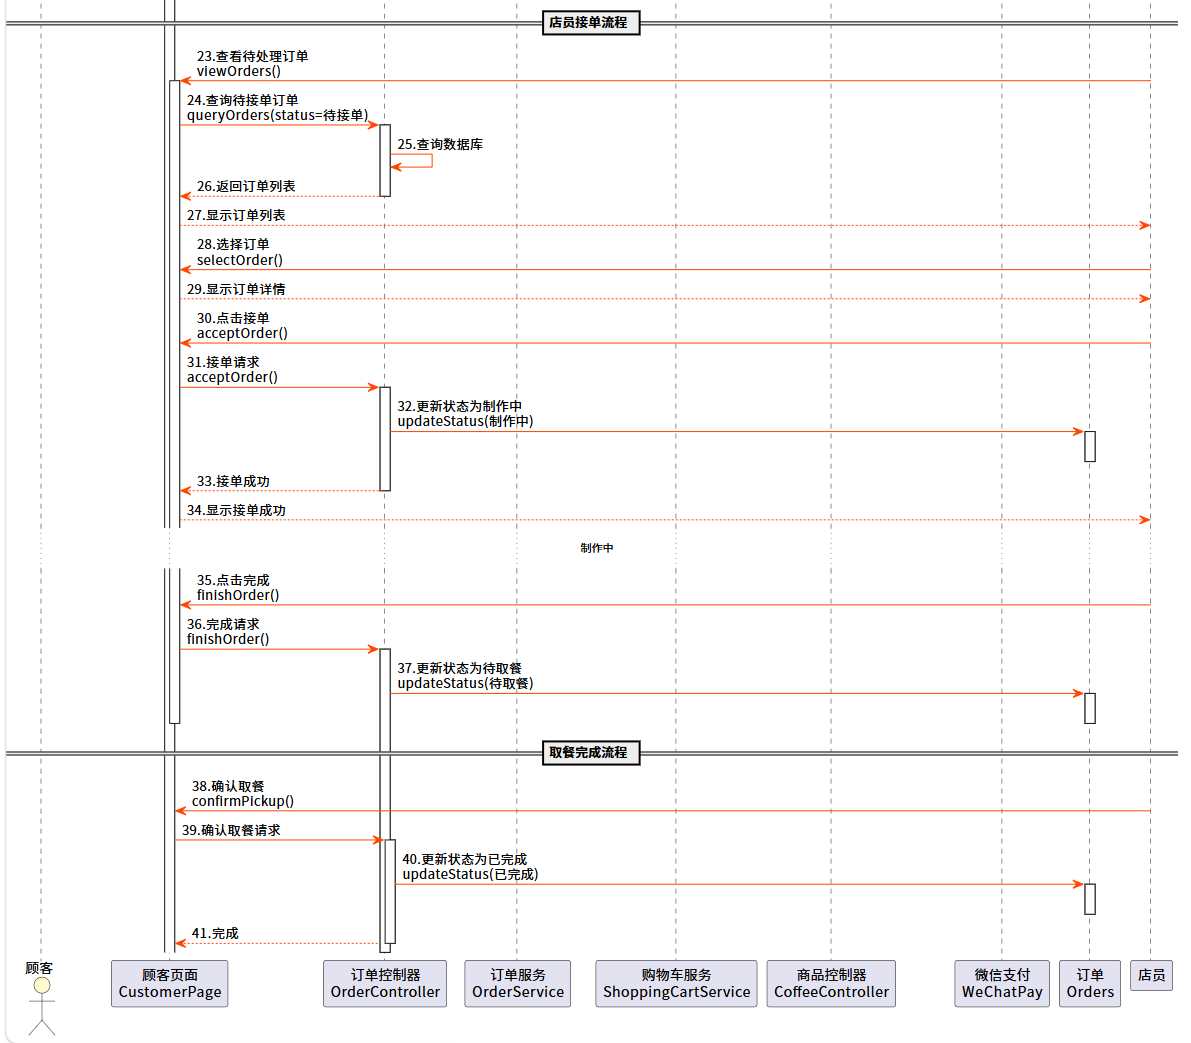 店员接单流程
23.查看待处理订单
viewOrders()
24.查询待接单订单
queryOrders(status=待接单)
25.查询数据库
26.返回订单列表
27.显示订单列表
28.选择订单
selectOrder()
29.显示订单详情
30.点击接单
acceptOrder()
31.接单请求
acceptOrder()
32.更新状态为制作中
updateStatus(制作中)
33.接单成功
34.显示接单成功
制作中
35.点击完成
finishOrder()
36.完成请求
finishOrder()
37.更新状态为待取餐
updateStatus(待取餐)
取餐完成流程
38.确认取餐
confirmPickup()
39.确认取餐请求
40.更新状态为已完成
updateStatus(已完成)
41.完成
顾客
顾客页面
CustomerPage
订单控制器
OrderController
订单服务
OrderService
购物车服务
ShoppingCartService
商品控制器
CoffeeController
微信支付
WeChatPay
订单
Orders
店员